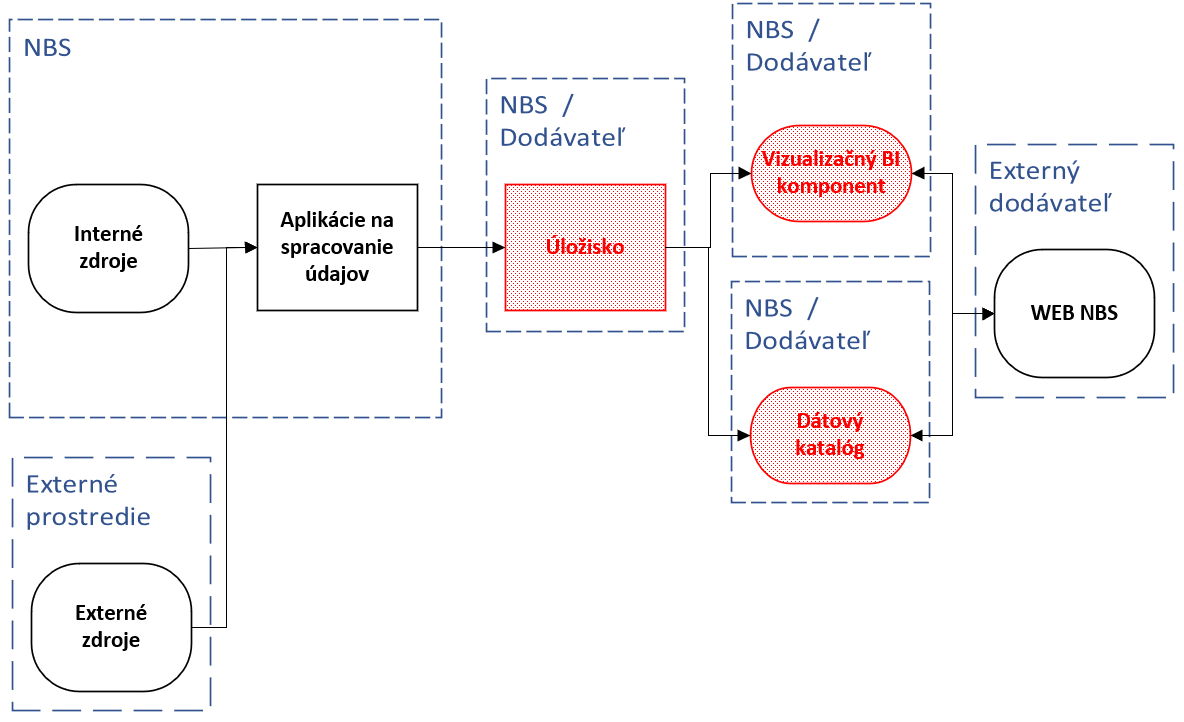 NBS
Interné
zdroje
Aplikácie na
spracovanie
údajov
NBS /
Dodávateľ
Úložisko
NBS /
Dodávateľ
Vizualizačný BI
komponent
NBS /
Dodávateľ
Dátový
katalóg
Externý
dodávateľ
WEB NBS
Externé
prostredie
Externé
zdroje